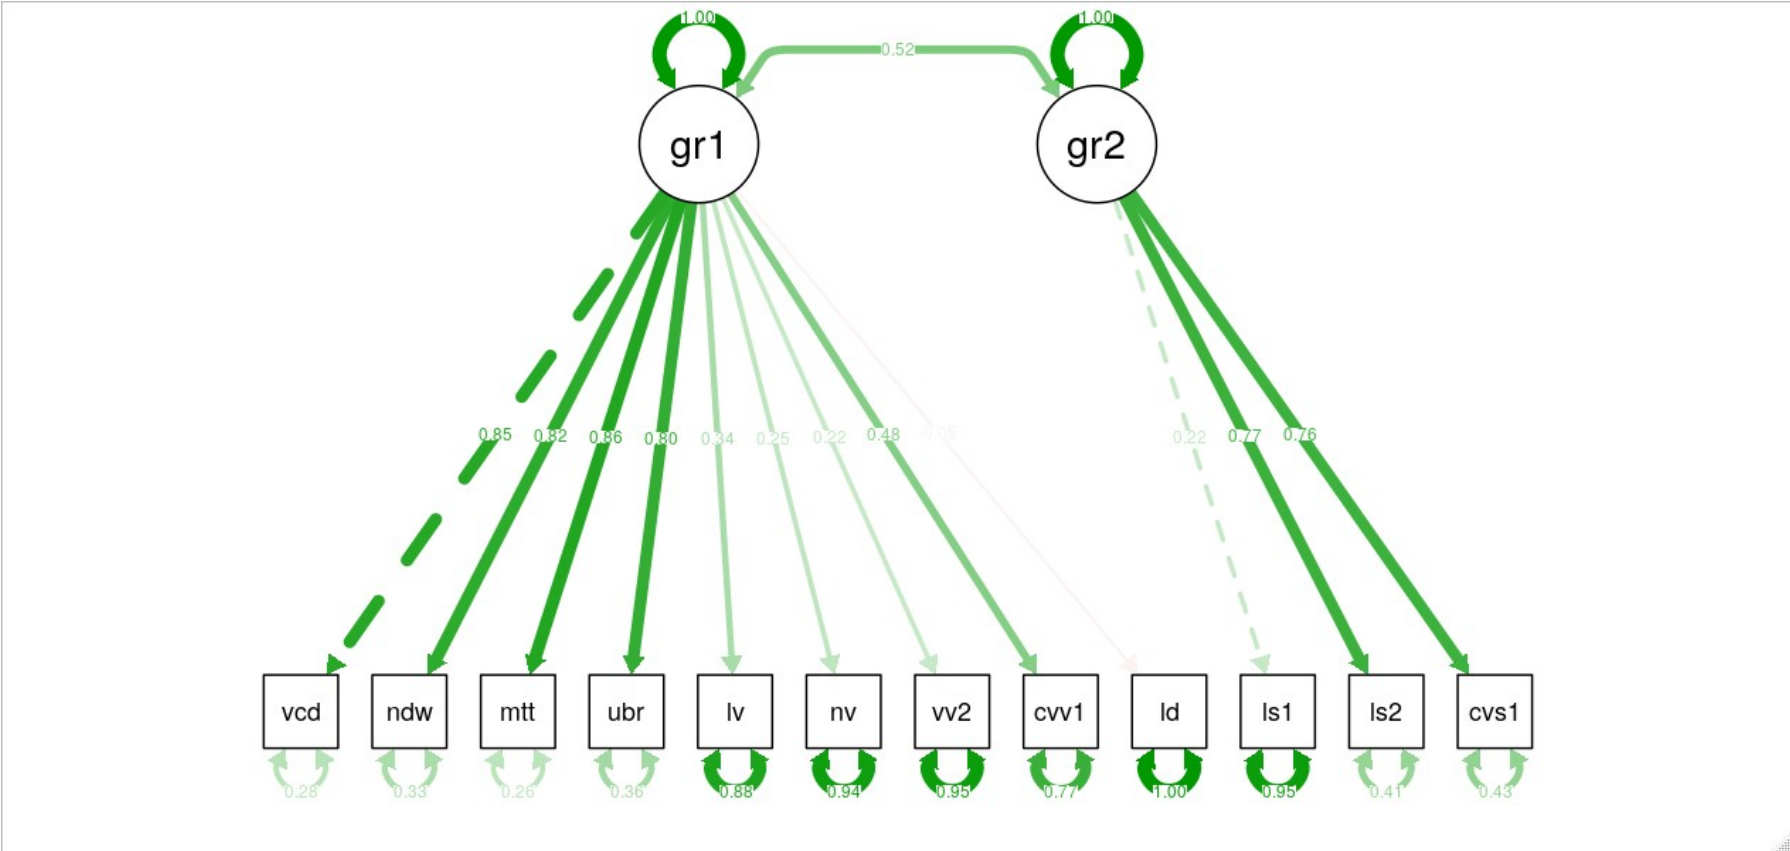 1.00 1.00
0.52
gr1 gr2
0.85 0.82 0.86 0.80 0.34 0.25 0.22 0.48 0.22 0.77 0.76
vcd ndw mtt ubr lv nv vv2 cvv1 ld ls1 ls2 cvs1
0.28 0.33 0.26 0.36 0.88 0.94 0.95 0.77 1.00 0.95 0.41 0.43